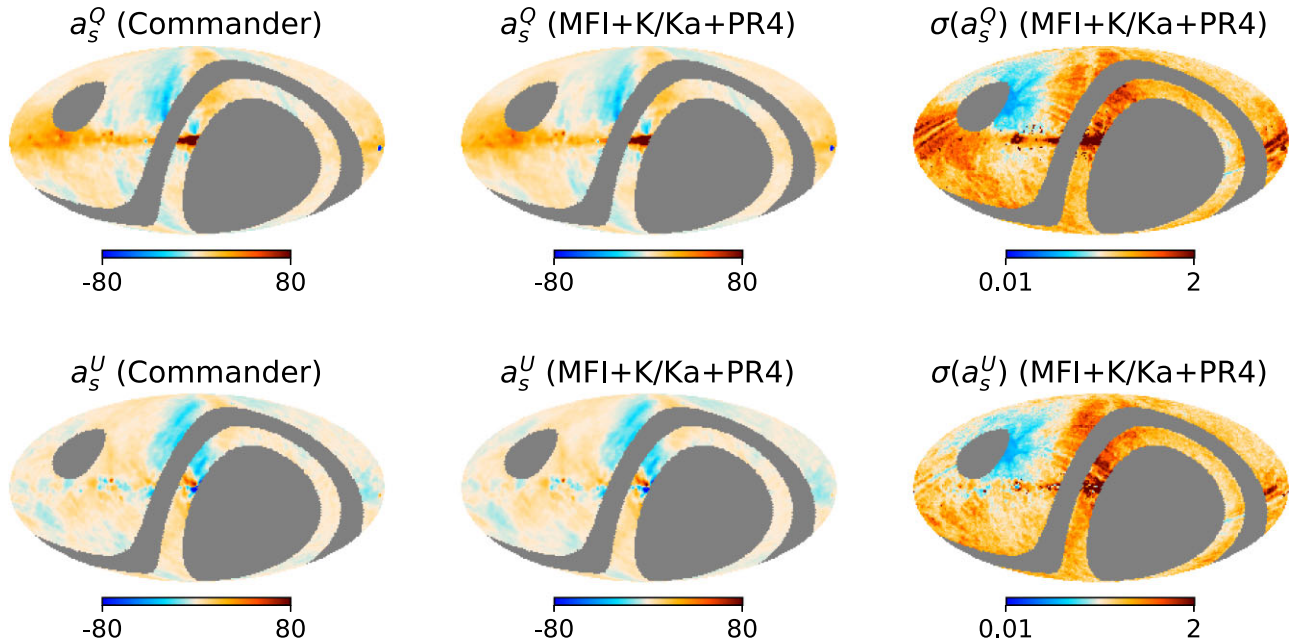 a_s^Q (Commander)
a_s^Q (MFI+K/Ka+PR4)
σ(a_s^Q) (MFI+K/Ka+PR4)
-80 80
-80 80
0.01 2
a_s^U (Commander)
a_s^U (MFI+K/Ka+PR4)
σ(a_s^U) (MFI+K/Ka+PR4)
-80 80
-80 80
0.01 2